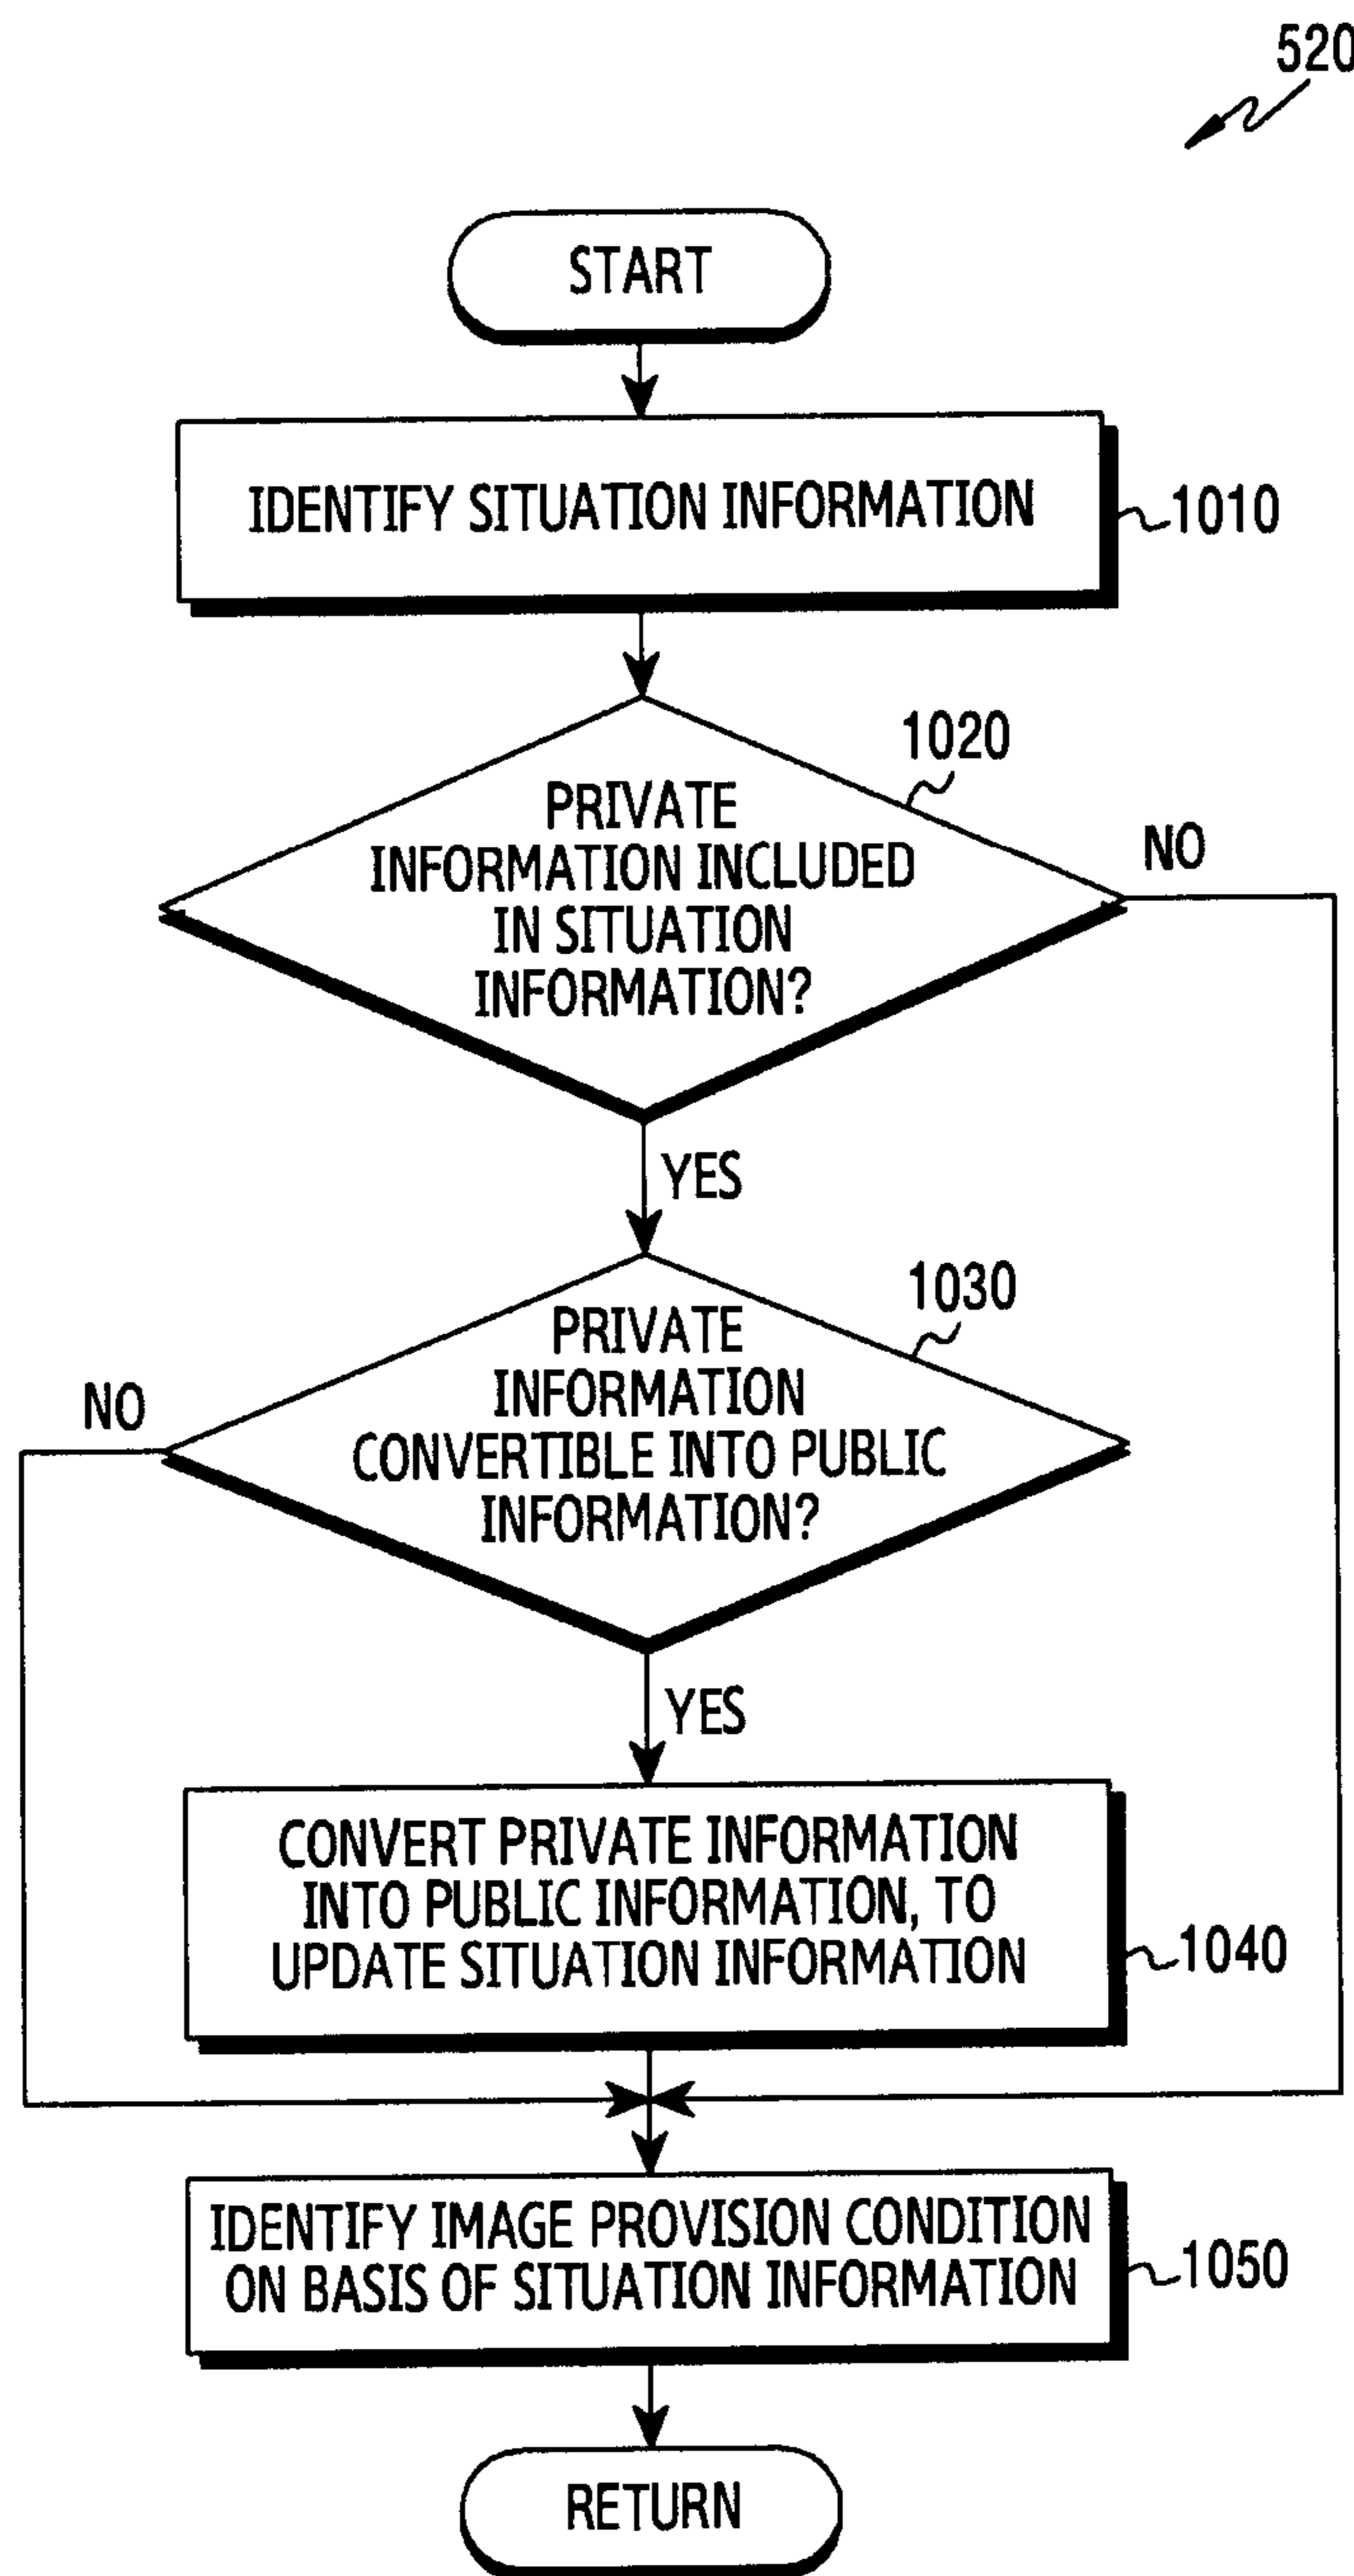 520
START
IDENTIFY SITUATION INFORMATION
1010
1020
PRIVATE
INFORMATION INCLUDED
IN SITUATION
INFORMATION?
NO
YES
1030
PRIVATE
INFORMATION
CONVERTIBLE INTO PUBLIC
INFORMATION?
NO
YES
CONVERT PRIVATE INFORMATION
INTO PUBLIC INFORMATION, TO
UPDATE SITUATION INFORMATION
1040
IDENTIFY IMAGE PROVISION CONDITION
ON BASIS OF SITUATION INFORMATION
1050
RETURN